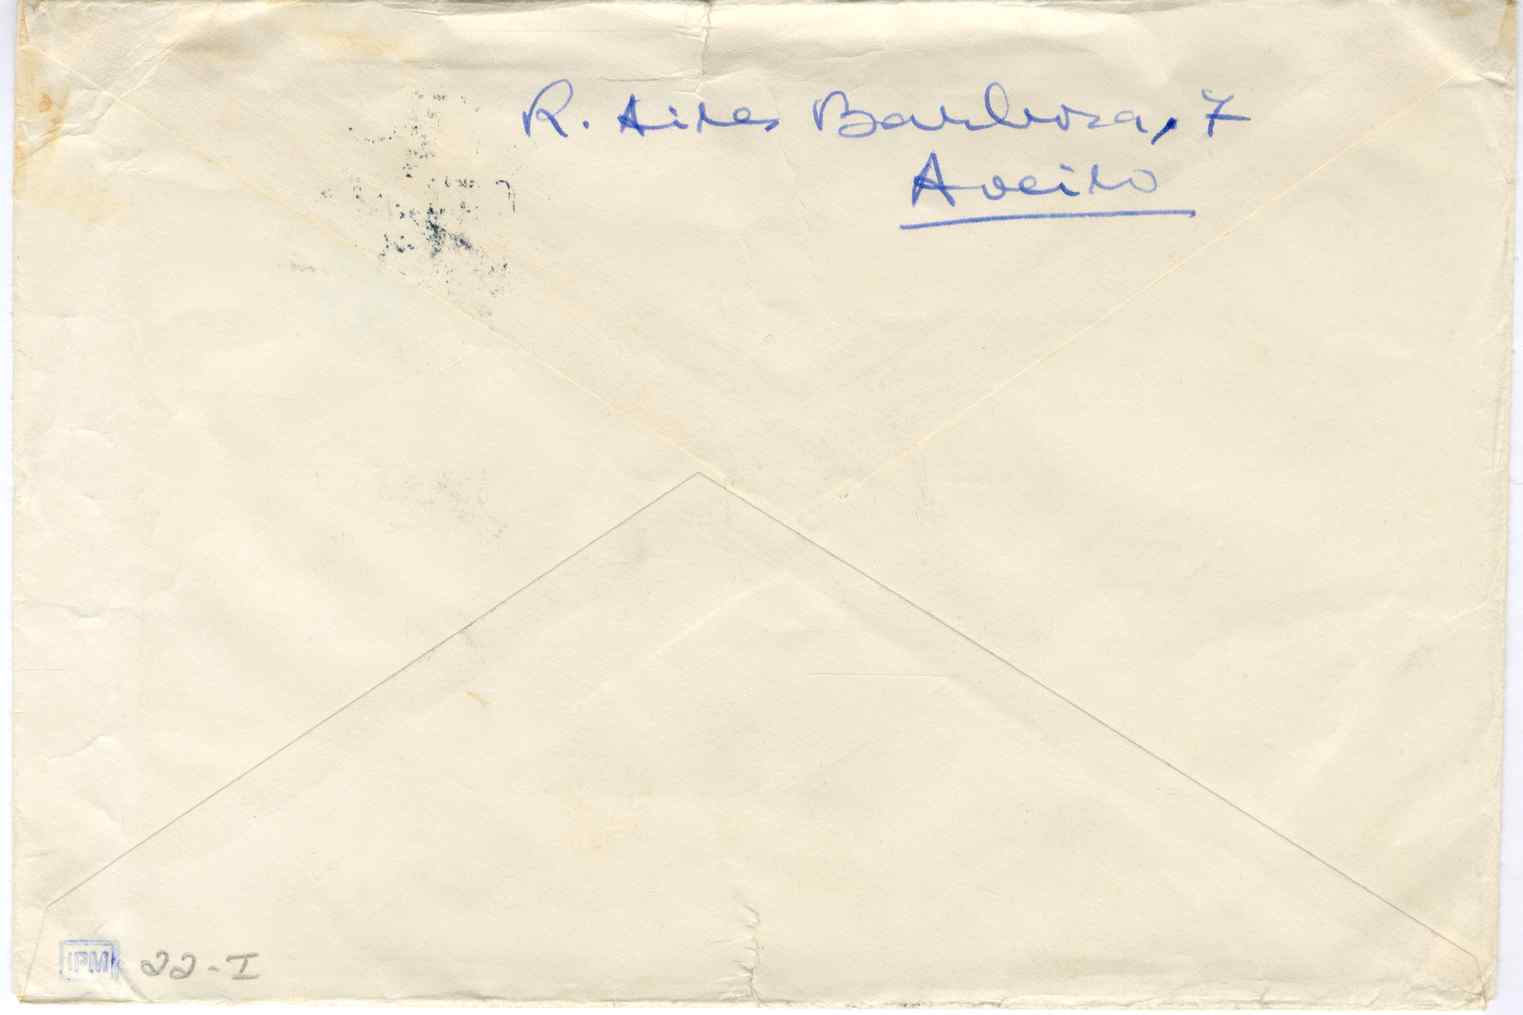 R. Aires Barbosa, 7
Aveiro
IPM 22-I